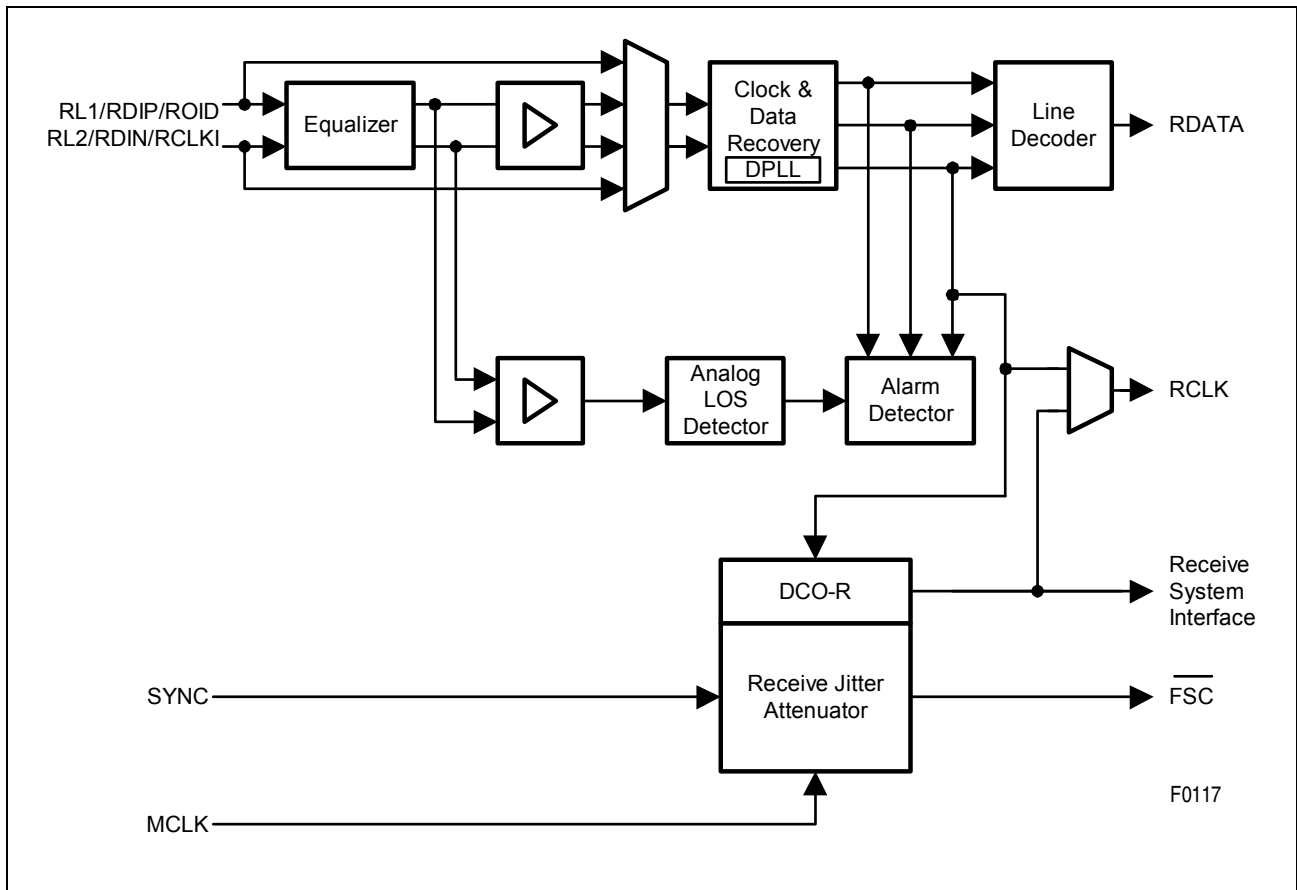 RL1/RDIP/ROID
RL2/RDIN/RCLKI
Equalizer
Clock &
Data
Recovery
DPLL
Line
Decoder
RDATA
Analog
LOS
Detector
Alarm
Detector
RCLK
DCO-R
Receive
System
Interface
SYNC
Receive Jitter
Attenuator
FSC
MCLK
F0117